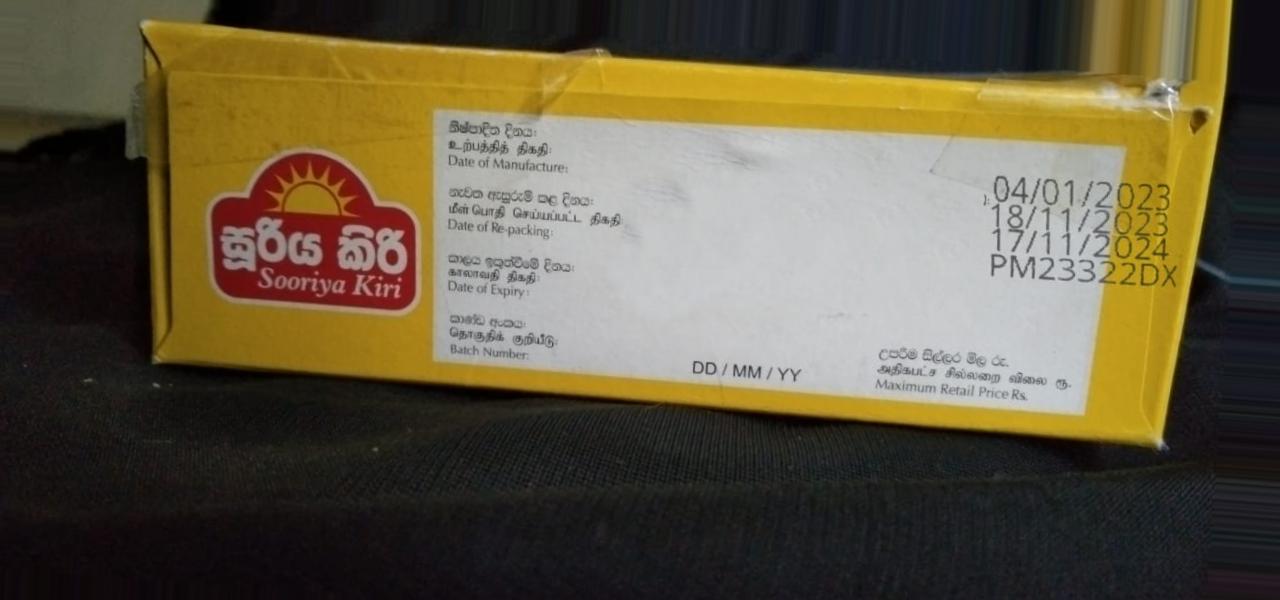 සූරිය කිරි
Sooriya Kiri
නිෂ්පාදිත දිනය:
உற்பத்தித் திகதி:
Date of Manufacture:
නැවත ඇසුරුම් කළ දිනය:
மீள் பொதி செய்யப்பட்ட திகதி:
Date of Re-packing:
කාලය ඉකුත්වීමේ දිනය:
காலாவதி திகதி:
Date of Expiry:
කාණ්ඩ අංකය:
தொகுதிக் குறியீடு:
Batch Number:
DD / MM / YY
04/01/2023
18/11/2023
17/11/2024
PM23322DX
උපරිම සිල්ලර මිල රු.
அதிகபட்ச சில்லறை விலை ரூ.
Maximum Retail Price Rs.